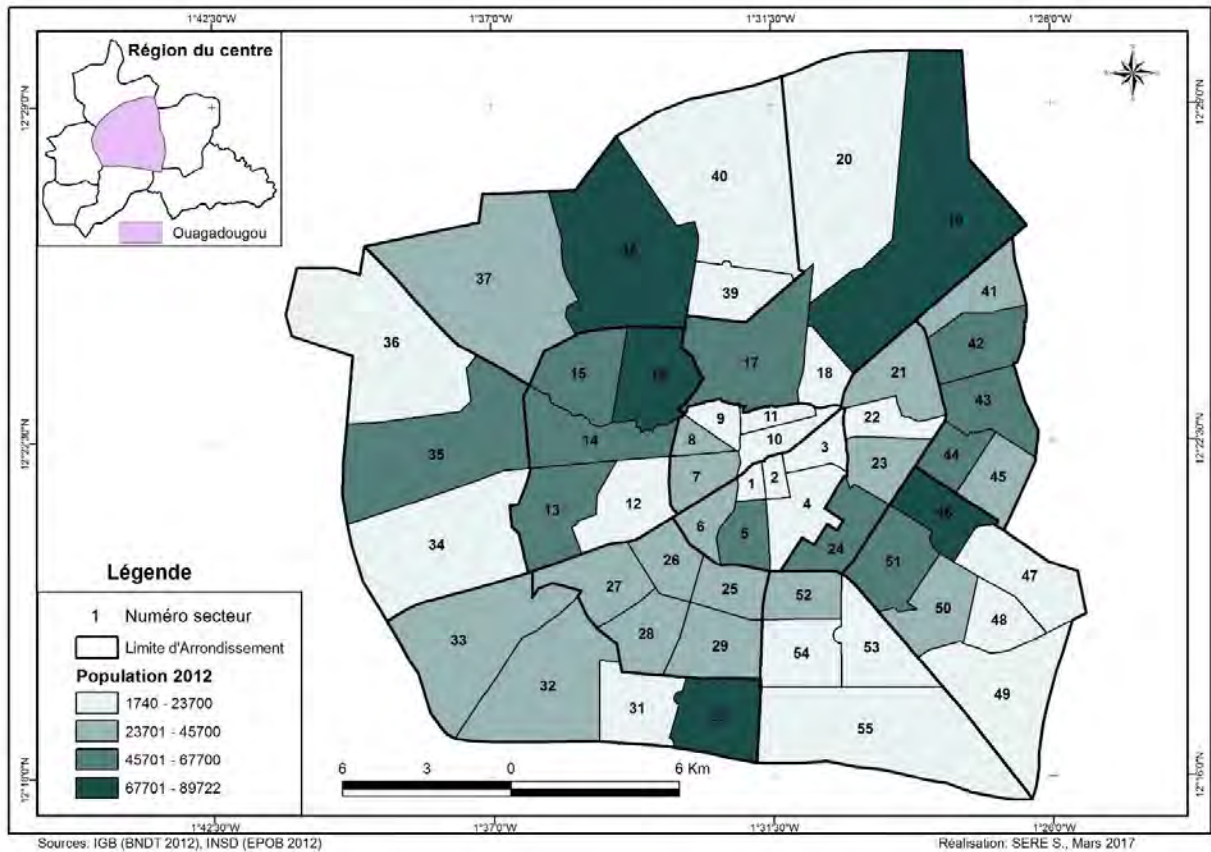 1°42'30"W 1°37'0"W 1°31'30"W 1°26'0"W
Région du centre
Ouagadougou
12°29'0"N
12°29'0"N
20
40
19
37
41
39
36
42
15
17
18
21
43
11
22
9
14
8
10
3
35
44
23
7
45
1
2
13
12
4
6
5
34
24
51
26
47
27
25
52
50
48
33
28
29
54
53
49
32
31
55
12°22'30"N
12°22'30"N
Légende
1 Numéro secteur
Limite d'Arrondissement
Population 2012
1740 - 23700
23701 - 45700
45701 - 67700
67701 - 89722
6 3 0 6 Km
1°42'30"W 1°37'0"W 1°31'30"W 1°26'0"W
Sources: IGB (BNDT 2012), INSD (EPOB 2012)
Réalisation: SERE S., Mars 2017